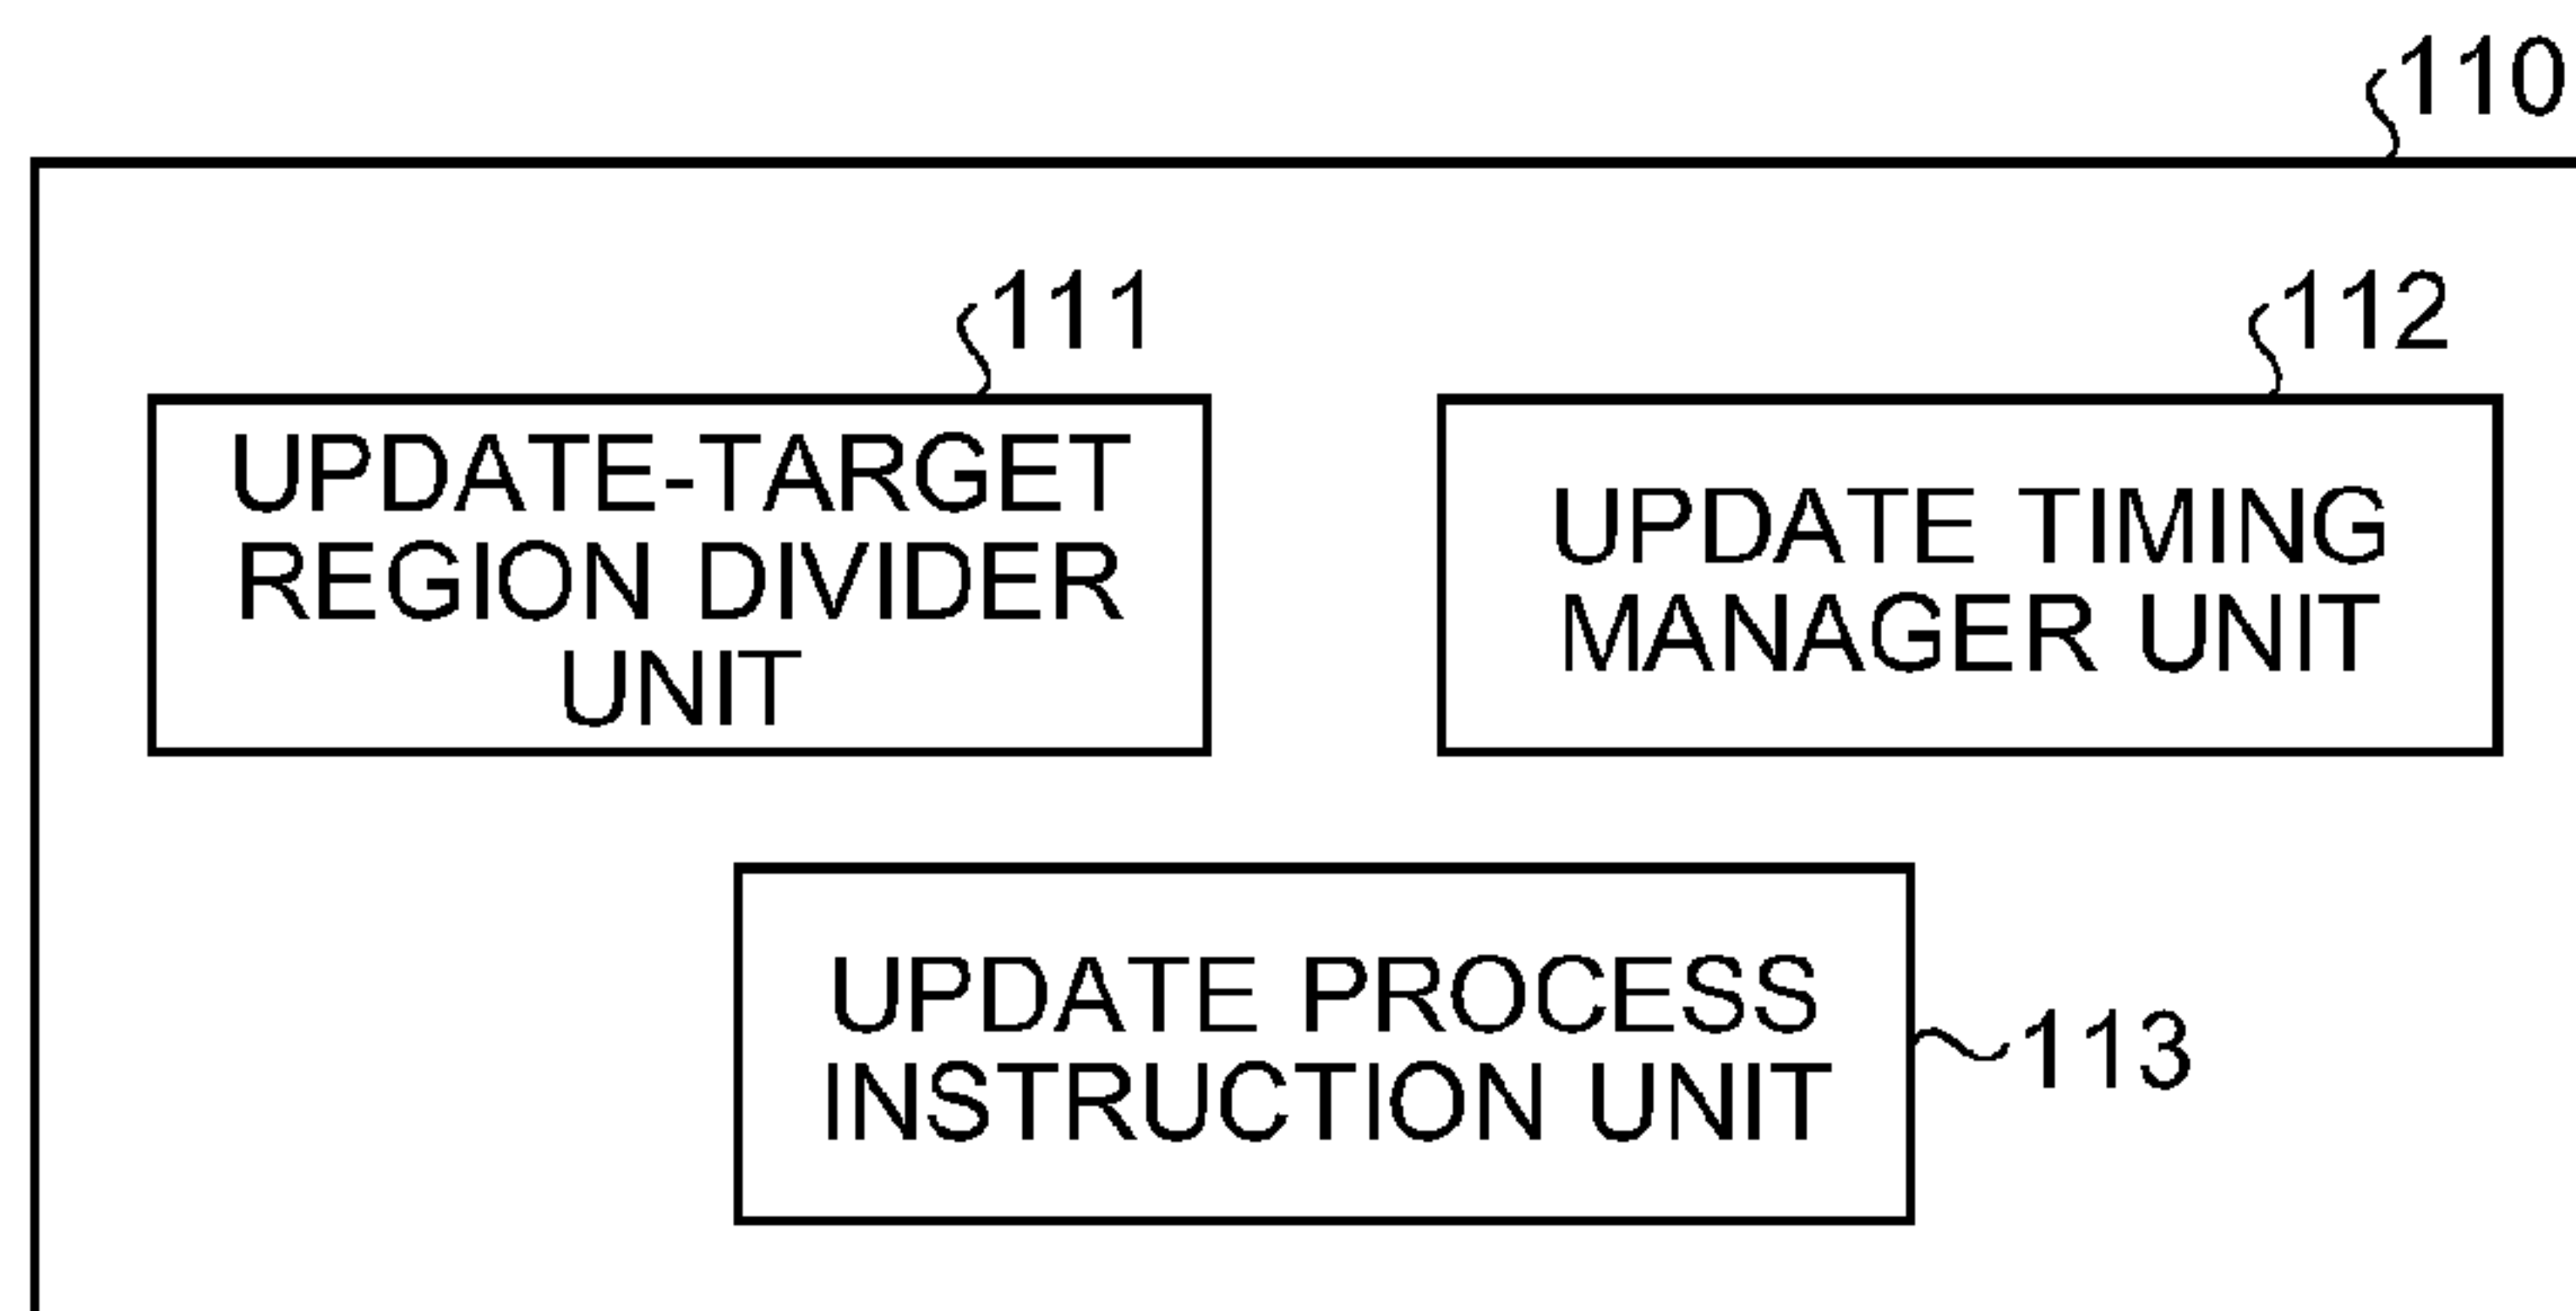 110
111
112
UPDATE-TARGET
REGION DIVIDER
UNIT
UPDATE TIMING
MANAGER UNIT
UPDATE PROCESS
INSTRUCTION UNIT
113